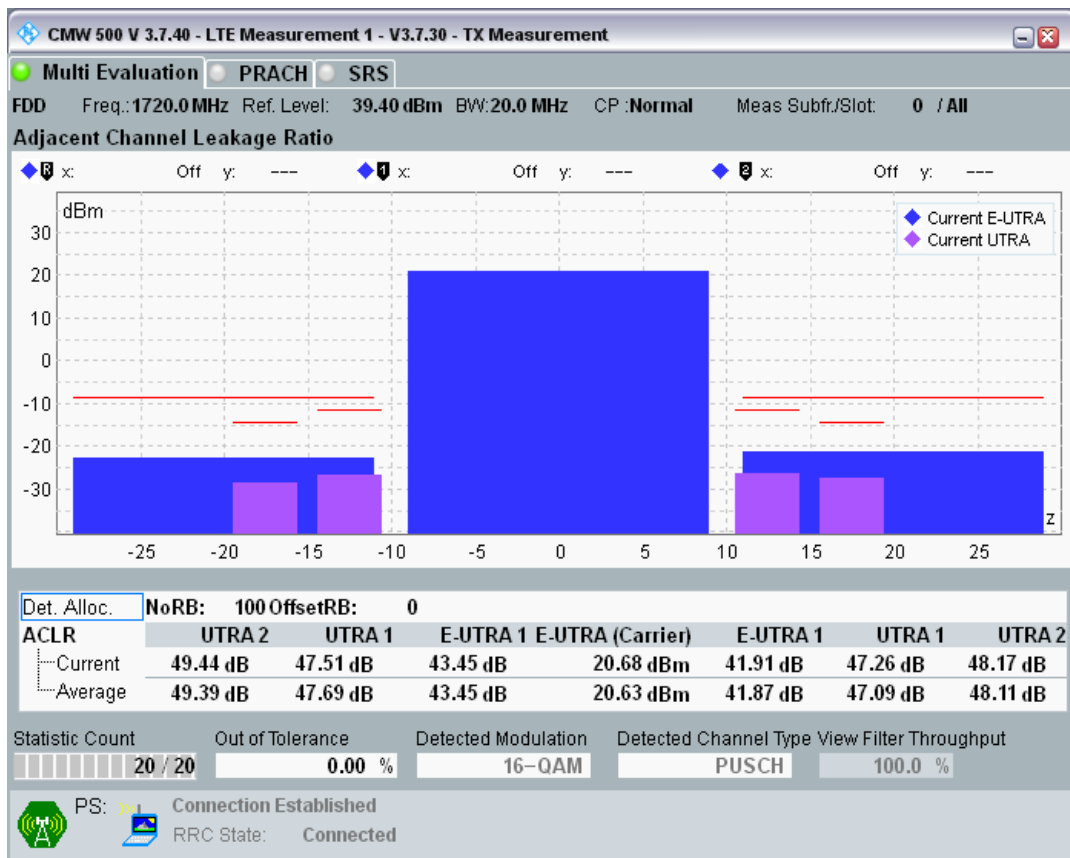 CMW 500 V 3.7.40 - LTE Measurement 1 - V3.7.30 - TX Measurement
Multi Evaluation PRACH SRS
FDD Freq.:1720.0 MHz Ref. Level: 39.40 dBm BW:20.0 MHz CP :Normal Meas Subfr./Slot: 0 / All
Adjacent Channel Leakage Ratio
R x: Off y: --- 1 x: Off y: --- 2 x: Off y: ---
dBm
Current E-UTRA
Current UTRA
30
20
10
0
-10
-20
-30
z
-25 -20 -15 -10 -5 0 5 10 15 20 25
Det. Alloc. NoRB: 100 OffsetRB: 0
ACLR UTRA 2 UTRA 1 E-UTRA 1 E-UTRA (Carrier) E-UTRA 1 UTRA 1 UTRA 2
Current 49.44 dB 47.51 dB 43.45 dB 20.68 dBm 41.91 dB 47.26 dB 48.17 dB
Average 49.39 dB 47.69 dB 43.45 dB 20.63 dBm 41.87 dB 47.09 dB 48.11 dB
Statistic Count Out of Tolerance Detected Modulation Detected Channel Type View Filter Throughput
20 / 20 0.00 % 16-QAM PUSCH 100.0 %
PS: Connection Established
RRC State: Connected